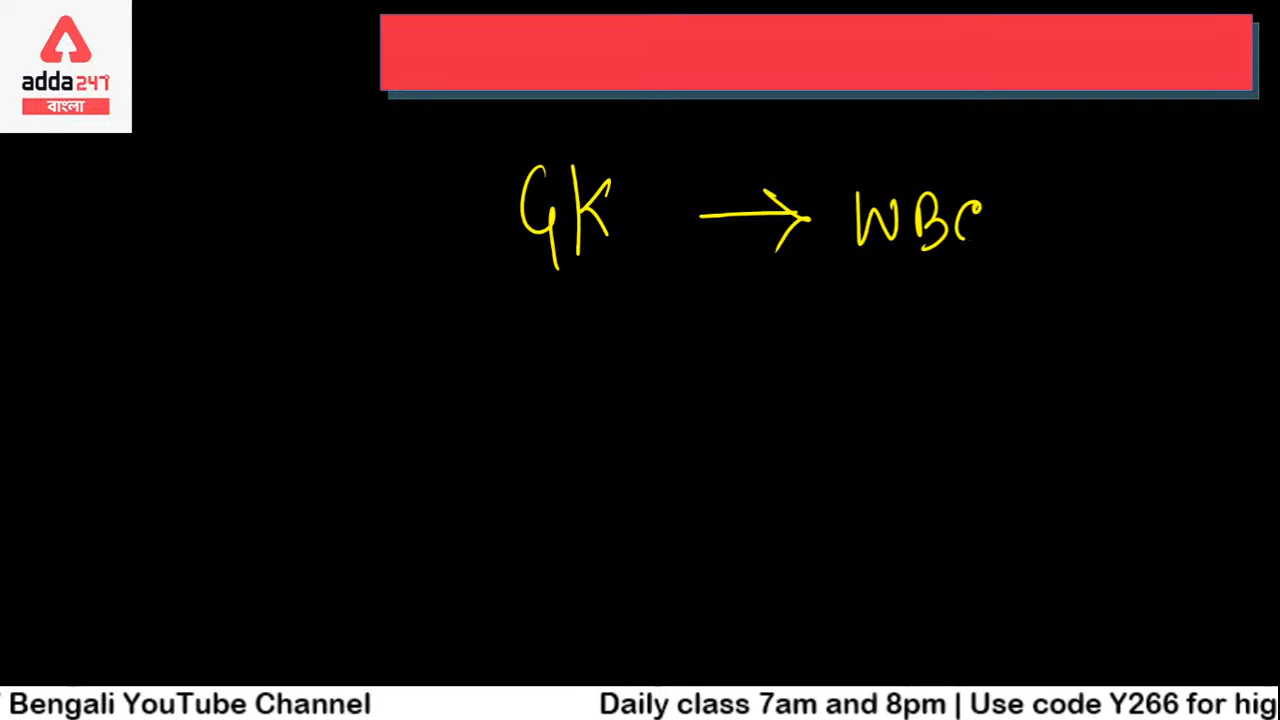 adda247
বাংলা
GK → WBC
Bengali YouTube Channel Daily class 7am and 8pm | Use code Y266 for hig